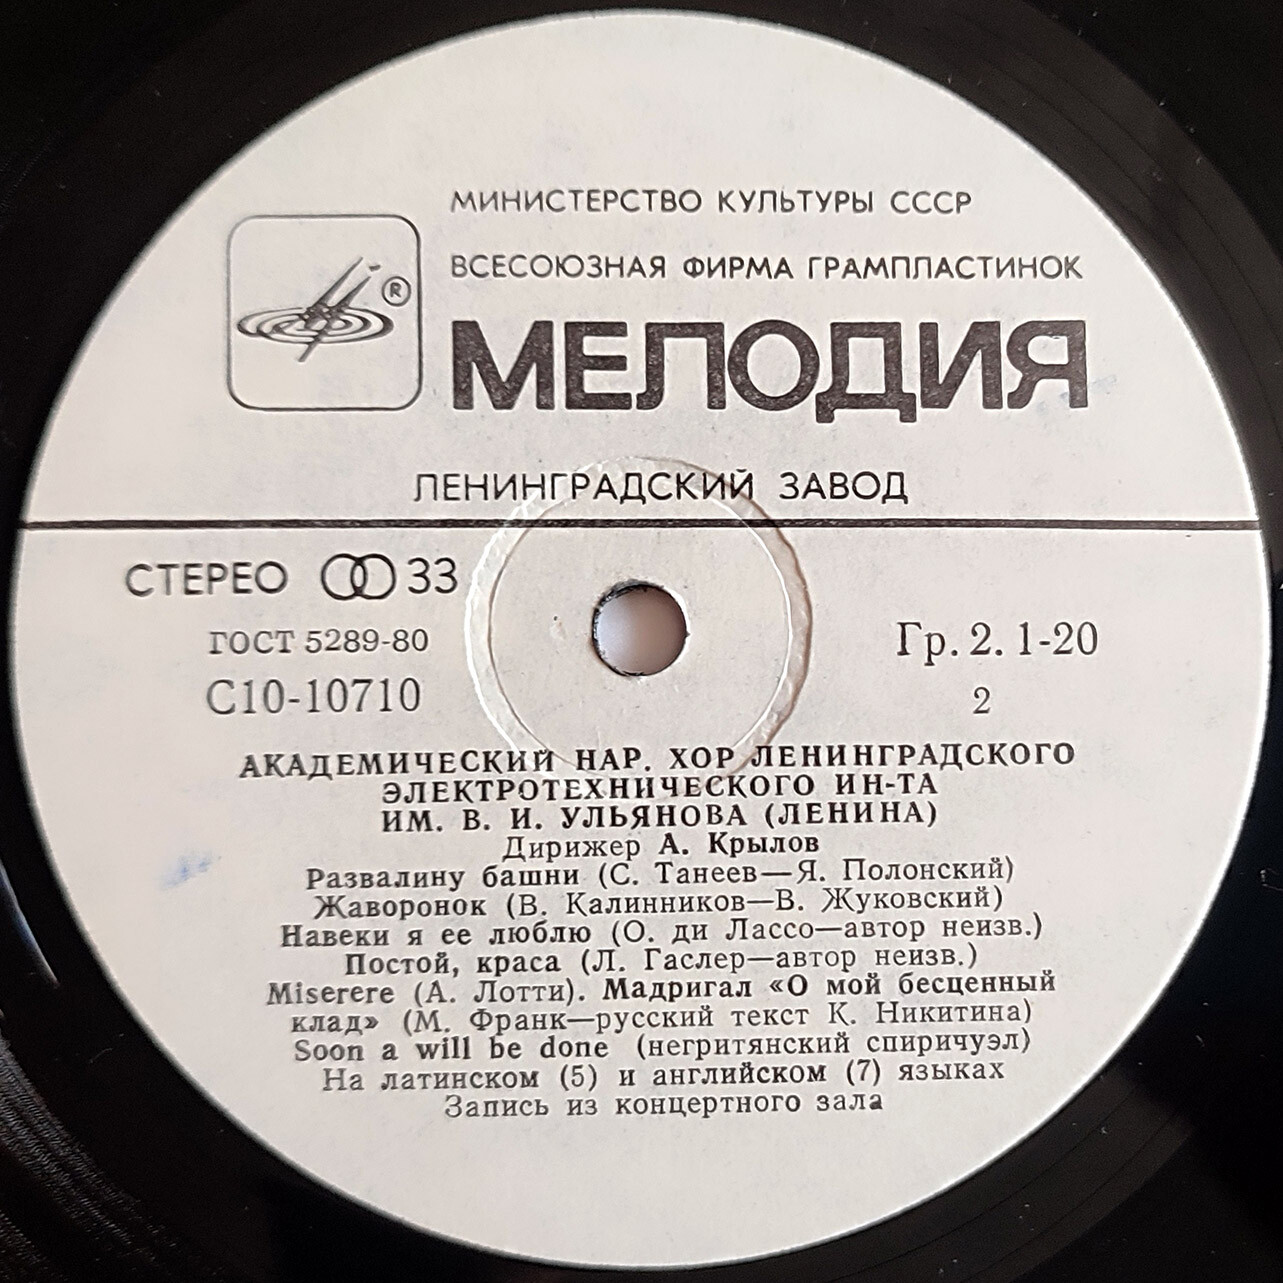 МИНИСТЕРСТВО КУЛЬТУРЫ СССР
ВСЕСОЮЗНАЯ ФИРМА ГРАМПЛАСТИНОК
®
МЕЛОДИЯ
ЛЕНИНГРАДСКИЙ ЗАВОД
СТЕРЕО 33
ГОСТ 5289-80
С10-10710
Гр. 2. 1-20
2
АКАДЕМИЧЕСКИЙ НАР. ХОР ЛЕНИНГРАДСКОГО
ЭЛЕКТРОТЕХНИЧЕСКОГО ИН-ТА
ИМ. В. И. УЛЬЯНОВА (ЛЕНИНА)
Дирижер А. Крылов
Развалину башни (С. Танеев—Я. Полонский)
Жаворонок (В. Калинников—В. Жуковский)
Навеки я ее люблю (О. ди Лассо—автор неизв.)
Постой, краса (Л. Гаслер—автор неизв.)
Miserere (А. Лотти). Мадригал «О мой бесценный
клад» (М. Франк—русский текст К. Никитина)
Soon a will be done (негритянский спиричуэл)
На латинском (5) и английском (7) языках
Запись из концертного зала